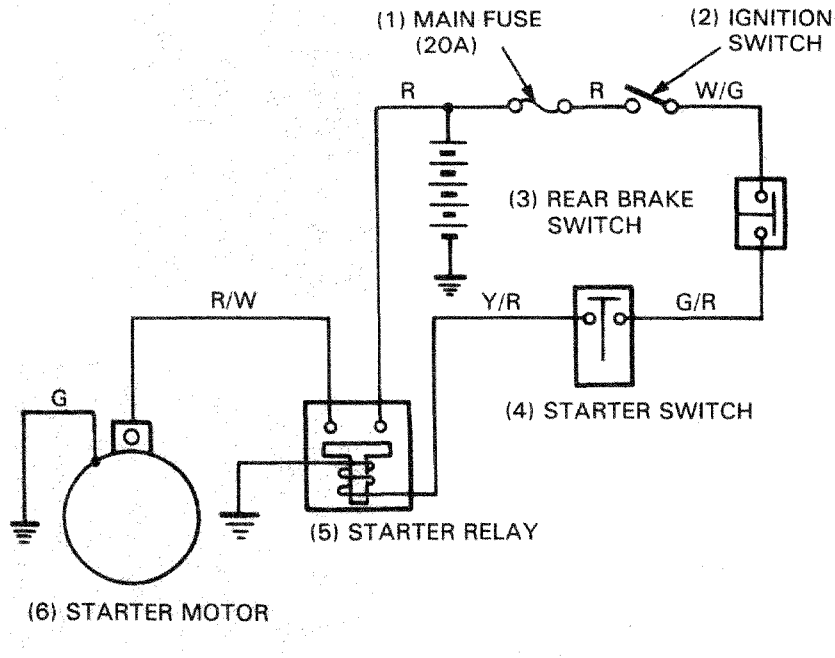 (1) MAIN FUSE
(20A)
(2) IGNITION
SWITCH
R
R
W/G
(3) REAR BRAKE
SWITCH
R/W
Y/R
G/R
G
(4) STARTER SWITCH
(5) STARTER RELAY
(6) STARTER MOTOR